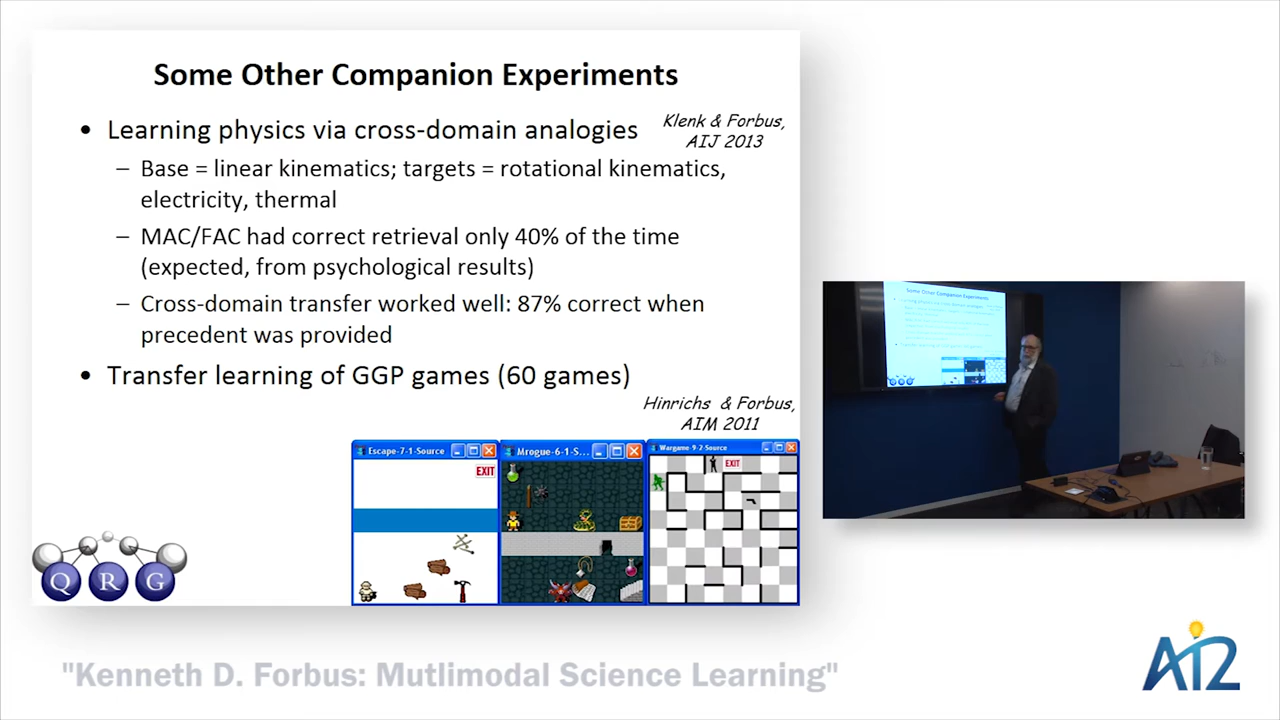 Some Other Companion Experiments
• Learning physics via cross-domain analogies
Klenk & Forbus,
AIJ 2013
– Base = linear kinematics; targets = rotational kinematics,
electricity, thermal
– MAC/FAC had correct retrieval only 40% of the time
(expected, from psychological results)
– Cross-domain transfer worked well: 87% correct when
precedent was provided
• Transfer learning of GGP games (60 games)
Hinrichs & Forbus,
AIM 2011
Escape-7-1-Source
Mrogue-6-1-S...
Wargame-9-2-Source
EXIT
EXIT
Q R G
Some Other Companion Experiments
"Kenneth D. Forbus: Mutlimodal Science Learning"
AI2